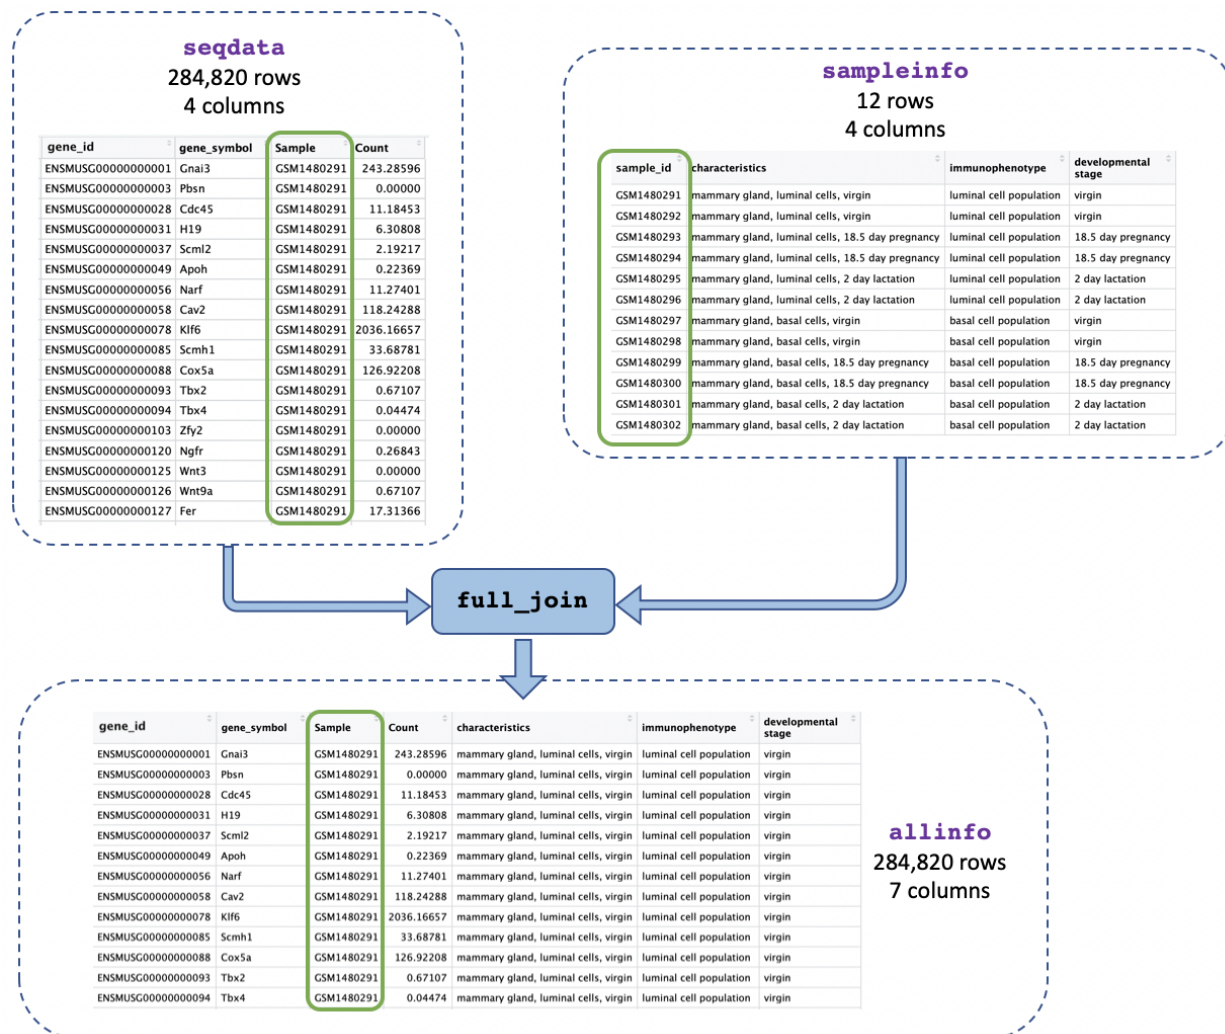 seqdata
284,820 rows
4 columns
gene_id gene_symbol Sample Count
ENSMUSG00000000001 Gnai3 GSM1480291 243.28596
ENSMUSG00000000003 Pbsn GSM1480291 0.00000
ENSMUSG00000000028 Cdc45 GSM1480291 11.18453
ENSMUSG00000000031 H19 GSM1480291 6.30808
ENSMUSG00000000037 Scml2 GSM1480291 2.19217
ENSMUSG00000000049 Apoh GSM1480291 0.22369
ENSMUSG00000000056 Narf GSM1480291 11.27401
ENSMUSG00000000058 Cav2 GSM1480291 118.24288
ENSMUSG00000000078 Klf6 GSM1480291 2036.16657
ENSMUSG00000000085 Scmh1 GSM1480291 33.68781
ENSMUSG00000000088 Cox5a GSM1480291 126.92208
ENSMUSG00000000093 Tbx2 GSM1480291 0.67107
ENSMUSG00000000094 Tbx4 GSM1480291 0.04474
ENSMUSG00000000103 Zfy2 GSM1480291 0.00000
ENSMUSG00000000120 Ngfr GSM1480291 0.26843
ENSMUSG00000000125 Wnt3 GSM1480291 0.00000
ENSMUSG00000000126 Wnt9a GSM1480291 0.67107
ENSMUSG00000000127 Fer GSM1480291 17.31366
sampleinfo
12 rows
4 columns
sample_id characteristics immunophenotype developmental
stage
GSM1480291 mammary gland, luminal cells, virgin luminal cell population virgin
GSM1480292 mammary gland, luminal cells, virgin luminal cell population virgin
GSM1480293 mammary gland, luminal cells, 18.5 day pregnancy luminal cell population 18.5 day pregnancy
GSM1480294 mammary gland, luminal cells, 18.5 day pregnancy luminal cell population 18.5 day pregnancy
GSM1480295 mammary gland, luminal cells, 2 day lactation luminal cell population 2 day lactation
GSM1480296 mammary gland, luminal cells, 2 day lactation luminal cell population 2 day lactation
GSM1480297 mammary gland, basal cells, virgin basal cell population virgin
GSM1480298 mammary gland, basal cells, virgin basal cell population virgin
GSM1480299 mammary gland, basal cells, 18.5 day pregnancy basal cell population 18.5 day pregnancy
GSM1480300 mammary gland, basal cells, 18.5 day pregnancy basal cell population 18.5 day pregnancy
GSM1480301 mammary gland, basal cells, 2 day lactation basal cell population 2 day lactation
GSM1480302 mammary gland, basal cells, 2 day lactation basal cell population 2 day lactation
full_join
gene_id gene_symbol Sample Count characteristics immunophenotype developmental
stage
ENSMUSG00000000001 Gnai3 GSM1480291 243.28596 mammary gland, luminal cells, virgin luminal cell population virgin
ENSMUSG00000000003 Pbsn GSM1480291 0.00000 mammary gland, luminal cells, virgin luminal cell population virgin
ENSMUSG00000000028 Cdc45 GSM1480291 11.18453 mammary gland, luminal cells, virgin luminal cell population virgin
ENSMUSG00000000031 H19 GSM1480291 6.30808 mammary gland, luminal cells, virgin luminal cell population virgin
ENSMUSG00000000037 Scml2 GSM1480291 2.19217 mammary gland, luminal cells, virgin luminal cell population virgin
ENSMUSG00000000049 Apoh GSM1480291 0.22369 mammary gland, luminal cells, virgin luminal cell population virgin
ENSMUSG00000000056 Narf GSM1480291 11.27401 mammary gland, luminal cells, virgin luminal cell population virgin
ENSMUSG00000000058 Cav2 GSM1480291 118.24288 mammary gland, luminal cells, virgin luminal cell population virgin
ENSMUSG00000000078 Klf6 GSM1480291 2036.16657 mammary gland, luminal cells, virgin luminal cell population virgin
ENSMUSG00000000085 Scmh1 GSM1480291 33.68781 mammary gland, luminal cells, virgin luminal cell population virgin
ENSMUSG00000000088 Cox5a GSM1480291 126.92208 mammary gland, luminal cells, virgin luminal cell population virgin
ENSMUSG00000000093 Tbx2 GSM1480291 0.67107 mammary gland, luminal cells, virgin luminal cell population virgin
ENSMUSG00000000094 Tbx4 GSM1480291 0.04474 mammary gland, luminal cells, virgin luminal cell population virgin
allinfo
284,820 rows
7 columns